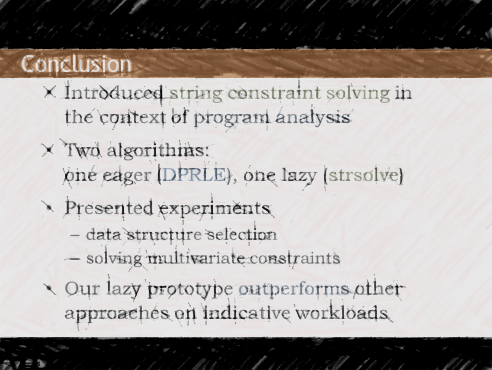 Conclusion
Introduced string constraint solving in
the context of program analysis
Two algorithms:
one eager (DPRLE), one lazy (strsolve)
Presented experiments
– data structure selection
– solving multivariate constraints
Our lazy prototype outperforms other
approaches on indicative workloads